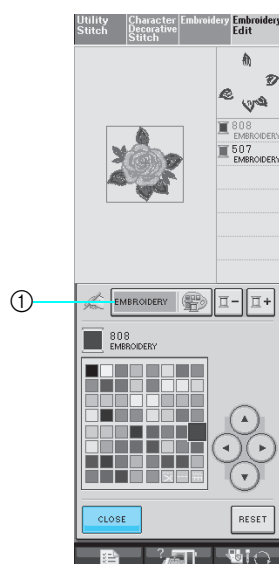 Utility
Stitch
Character
Decorative
Stitch
Embroidery
Embroidery
Edit
808
EMBROIDERY
507
EMBROIDERY
1
EMBROIDERY
−
+
808
EMBROIDERY
CLOSE
RESET
?